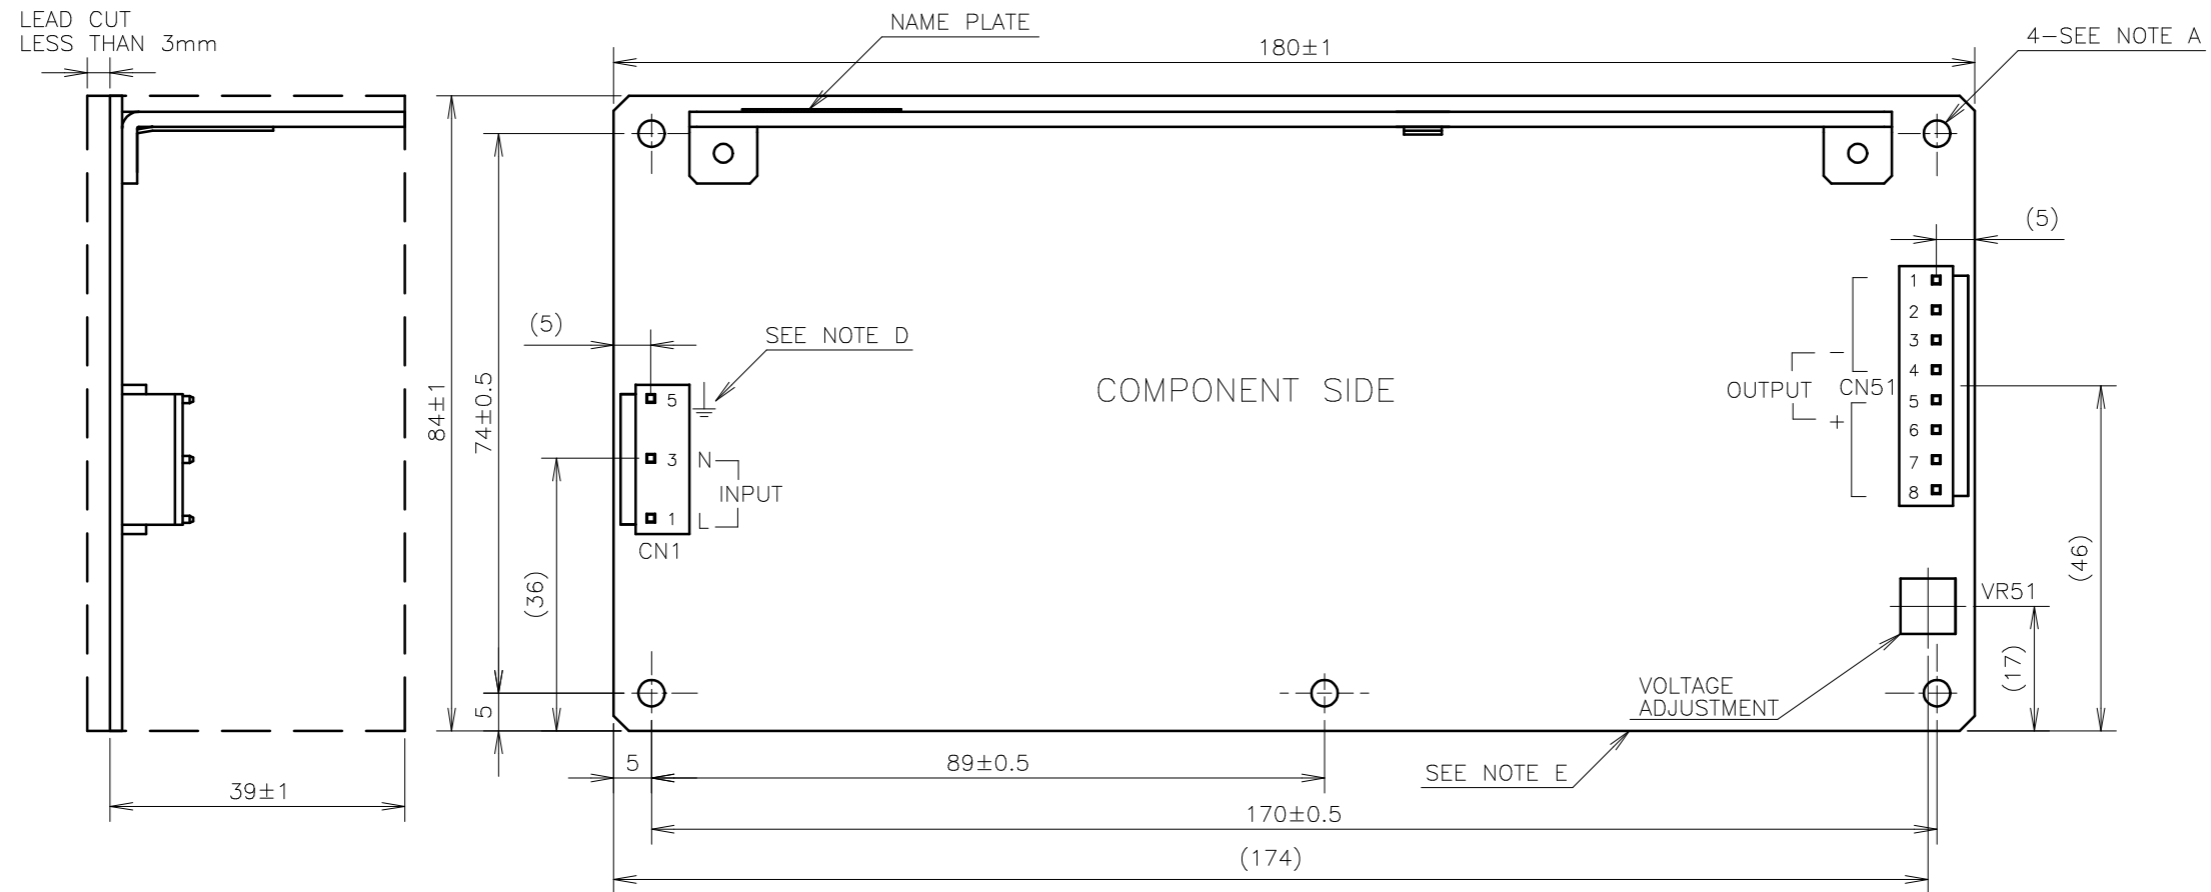 LEAD CUT
LESS THAN 3mm
NAME PLATE
180±1
4-SEE NOTE A
84±1
74±0.5
(5)
SEE NOTE D
5
3 N
INPUT
1 L
CN1
(36)
5
39±1
COMPONENT SIDE
(5)
1
2
3
4
5
6
7
8
-
OUTPUT CN51
+
(46)
VR51
(17)
VOLTAGE
ADJUSTMENT
SEE NOTE E
5
89±0.5
170±0.5
(174)